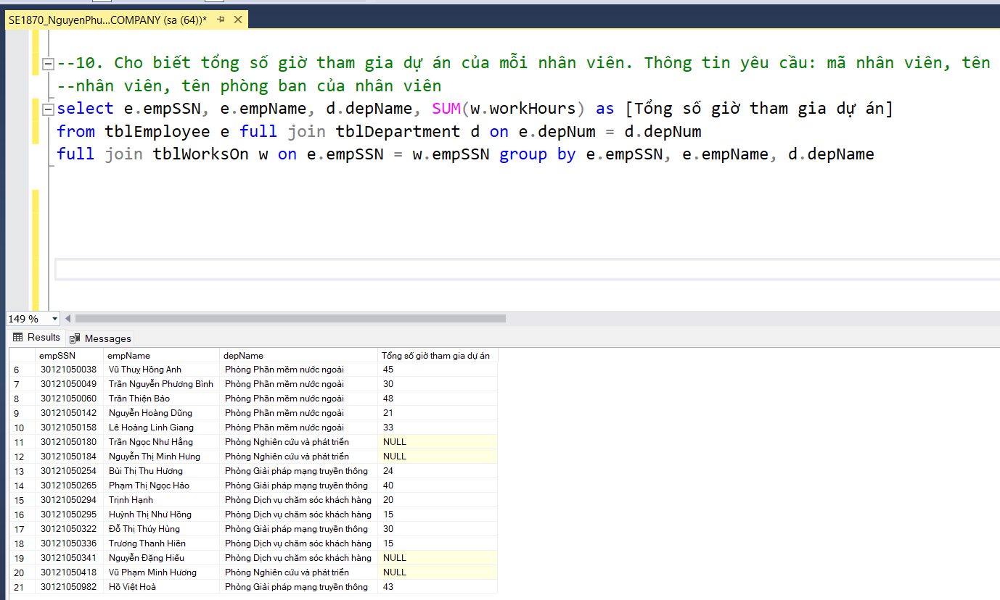 SE1870_NguyenPhu...COMPANY (sa (64))*
--10. Cho biết tổng số giờ tham gia dự án của mỗi nhân viên. Thông tin yêu cầu: mã nhân viên, tên
--nhân viên, tên phòng ban của nhân viên
select e.empSSN, e.empName, d.depName, SUM(w.workHours) as [Tổng số giờ tham gia dự án]
from tblEmployee e full join tblDepartment d on e.depNum = d.depNum
full join tblWorksOn w on e.empSSN = w.empSSN group by e.empSSN, e.empName, d.depName
149 %
Results Messages
empSSN empName depName Tổng số giờ tham gia dự án
6 30121050038 Vũ Thuỵ Hồng Anh Phòng Phần mềm nước ngoài 45
7 30121050049 Trần Nguyễn Phương Bình Phòng Phần mềm nước ngoài 30
8 30121050060 Trần Thiện Bảo Phòng Phần mềm nước ngoài 48
9 30121050142 Nguyễn Hoàng Dũng Phòng Phần mềm nước ngoài 21
10 30121050158 Lê Hoàng Linh Giang Phòng Phần mềm nước ngoài 33
11 30121050180 Trần Ngọc Như Hằng Phòng Nghiên cứu và phát triển NULL
12 30121050184 Nguyễn Thị Minh Hưng Phòng Nghiên cứu và phát triển NULL
13 30121050254 Bùi Thị Thu Hương Phòng Giải pháp mạng truyền thông 24
14 30121050265 Phạm Thị Ngọc Hảo Phòng Giải pháp mạng truyền thông 40
15 30121050294 Trịnh Hạnh Phòng Dịch vụ chăm sóc khách hàng 20
16 30121050295 Huỳnh Thị Như Hồng Phòng Dịch vụ chăm sóc khách hàng 15
17 30121050322 Đỗ Thị Thúy Hùng Phòng Giải pháp mạng truyền thông 30
18 30121050336 Trương Thanh Hiền Phòng Dịch vụ chăm sóc khách hàng 15
19 30121050341 Nguyễn Đặng Hiếu Phòng Dịch vụ chăm sóc khách hàng NULL
20 30121050418 Vũ Phạm Minh Hương Phòng Nghiên cứu và phát triển NULL
21 30121050982 Hồ Việt Hoà Phòng Giải pháp mạng truyền thông 43